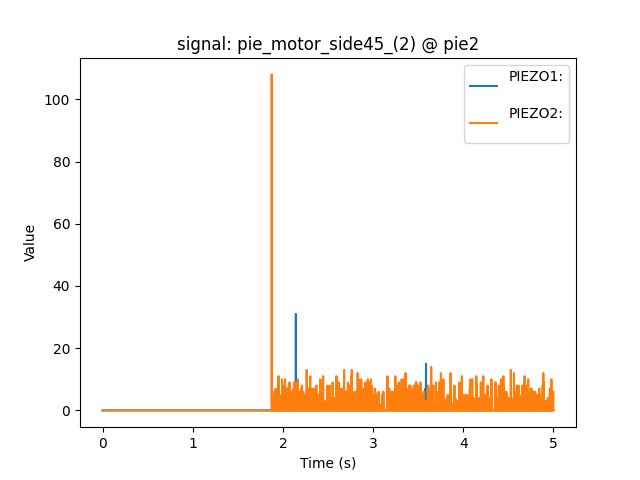 signal: pie_motor_side45_(2) @ pie2
PIEZO1:
PIEZO2:
Value
100
80
60
40
20
0
0 1 2 3 4 5
Time (s)